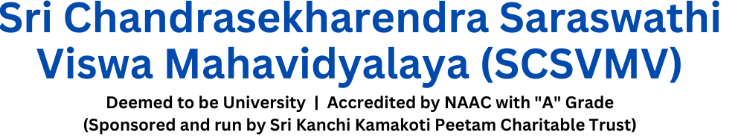 Sri Chandrasekharendra Saraswathi
Viswa Mahavidyalaya (SCSVMV)
Deemed to be University | Accredited by NAAC with "A" Grade
(Sponsored and run by Sri Kanchi Kamakoti Peetam Charitable Trust)